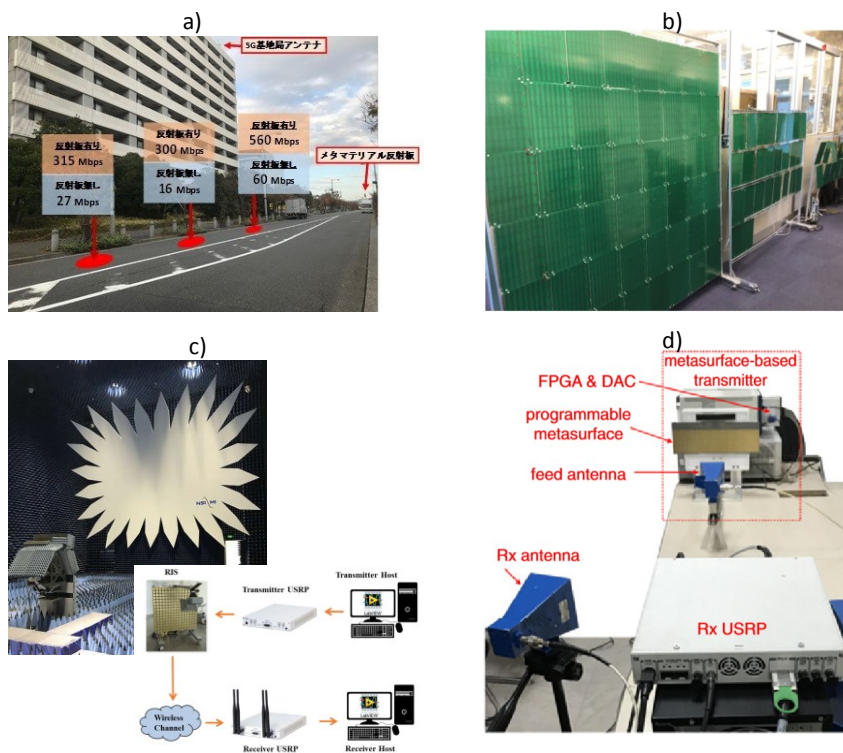 a)
5G基地局アンテナ
反射板有り
315 Mbps
反射板無し
27 Mbps
反射板有り
300 Mbps
反射板無し
16 Mbps
反射板有り
560 Mbps
反射板無し
60 Mbps
メタマテリアル反射板
b)
c)
RIS
Transmitter USRP
Transmitter Host
LabVIEW
Wireless
Channel
Receiver USRP
Receiver Host
LabVIEW
d)
metasurface-based
transmitter
FPGA & DAC
programmable
metasurface
feed antenna
Rx antenna
Rx USRP